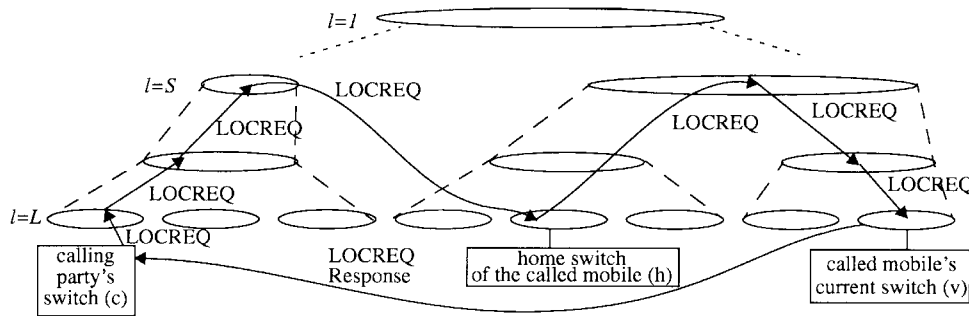 l=1
l=S
LOCREQ
LOCREQ
LOCREQ
LOCREQ
LOCREQ
LOCREQ
l=L
LOCREQ
calling
party's
switch (c)
LOCREQ
Response
home switch
of the called mobile (h)
called mobile's
current switch (v)